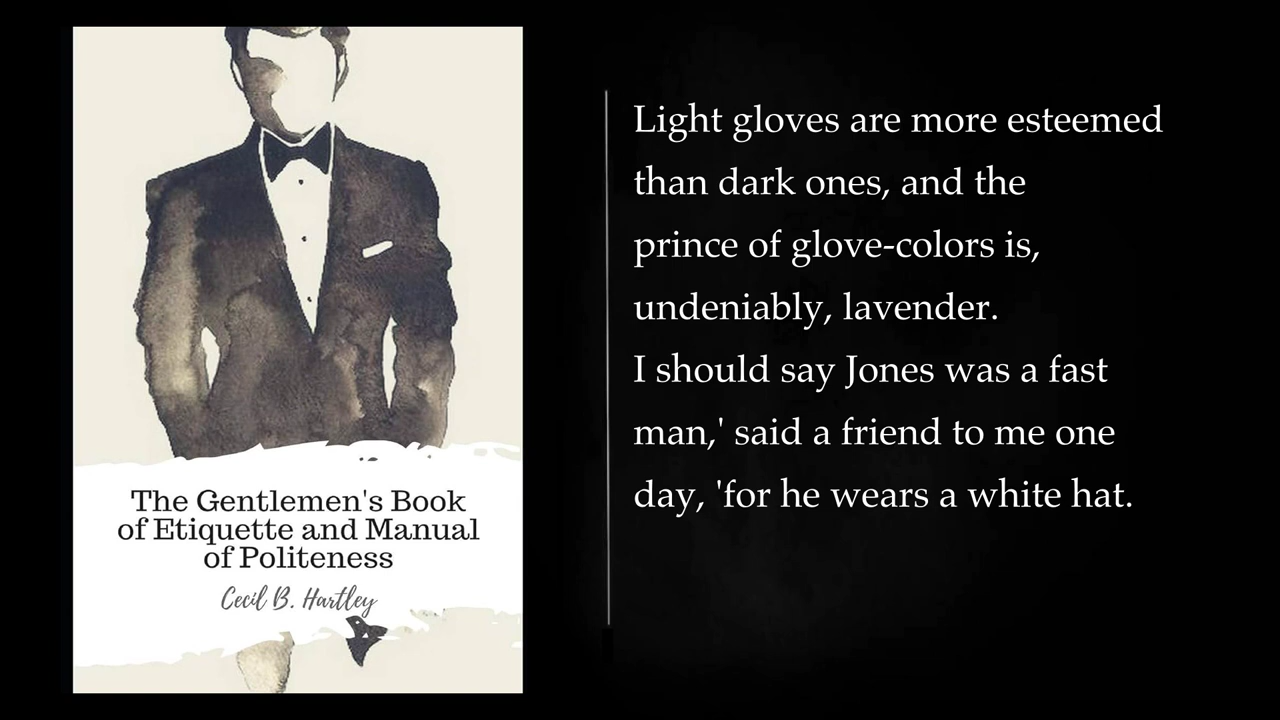 The Gentlemen's Book
of Etiquette and Manual
of Politeness
Cecil B. Hartley
Light gloves are more esteemed
than dark ones, and the
prince of glove-colors is,
undeniably, lavender.
I should say Jones was a fast
man,' said a friend to me one
day, 'for he wears a white hat.